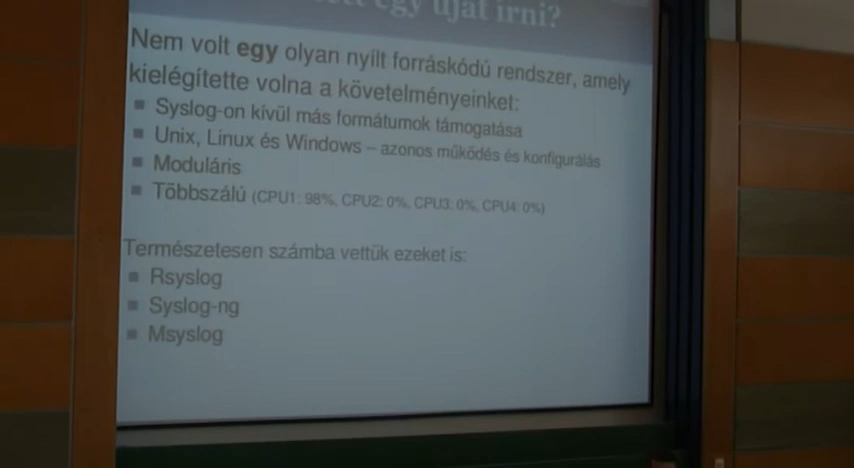 egy újat írni?
Nem volt egy olyan nyílt forráskódú rendszer, amely
kielégítette volna a követelményeinket:
Syslog-on kívül más formátumok támogatása
Unix, Linux és Windows – azonos működés és konfigurálás
Moduláris
Többszálú (CPU1: 98%, CPU2: 0%, CPU3: 0%, CPU4: 0%)
Természetesen számba vettük ezeket is:
Rsyslog
Syslog-ng
Msyslog